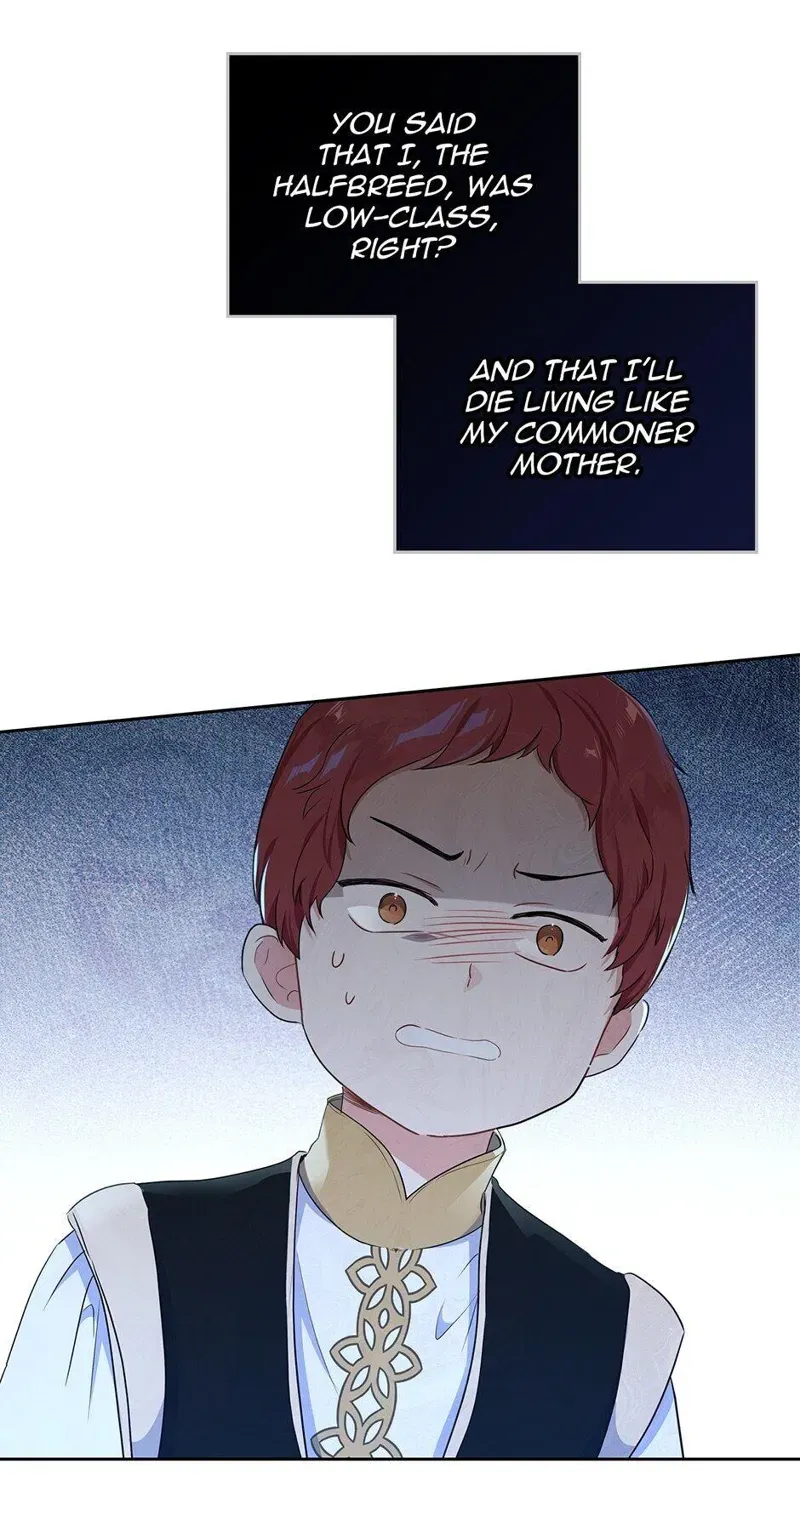 YOU SAID
THAT I, THE
HALFBREED, WAS
LOW-CLASS,
RIGHT?
AND THAT I'LL
DIE LIVING LIKE
MY COMMONER
MOTHER.